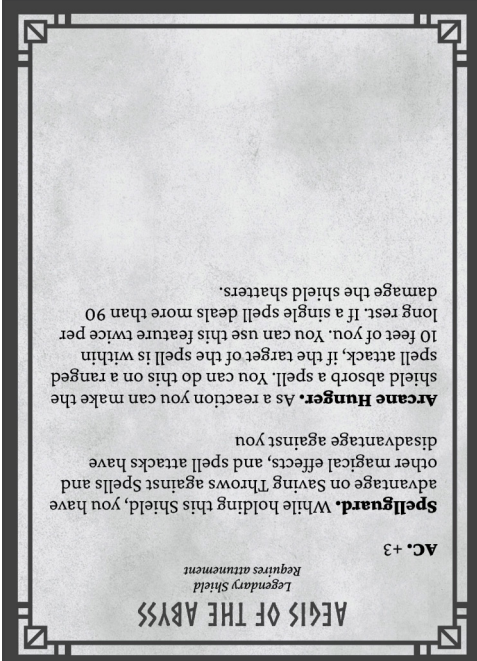 AEGIS OF THE ABYSS
Legendary Shield
Requires attunement
AC. +3
Spellguard. While holding this Shield, you have
advantage on Saving Throws against Spells and
other magical effects, and spell attacks have
disadvantage against you
Arcane Hunger. As a reaction you can make the
shield absorb a spell. You can do this on a ranged
spell attack, if the target of the spell is within
10 feet of you. You can use this feature twice per
long rest. If a single spell deals more than 90
damage the shield shatters.